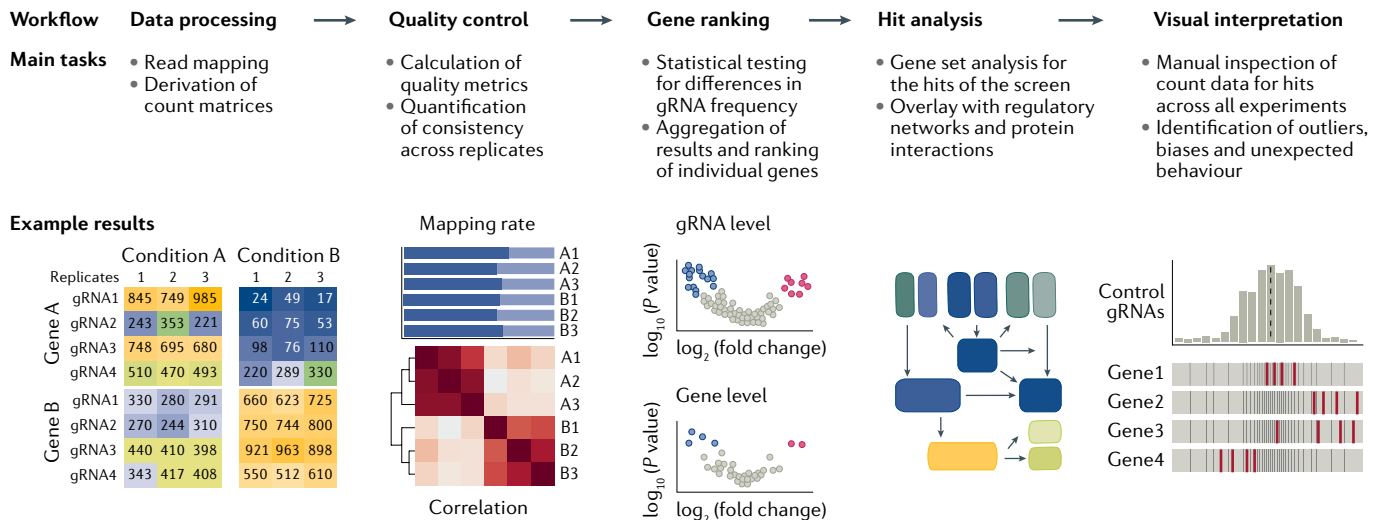 Workflow Data processing Quality control Gene ranking Hit analysis Visual interpretation
Main tasks
• Read mapping
• Derivation of
count matrices
• Calculation of
quality metrics
• Quantification
of consistency
across replicates
• Statistical testing
for differences in
gRNA frequency
• Aggregation of
results and ranking
of individual genes
• Gene set analysis for
the hits of the screen
• Overlay with regulatory
networks and protein
interactions
• Manual inspection of
count data for hits
across all experiments
• Identification of outliers,
biases and unexpected
behaviour
Example results
Condition A Condition B
Replicates 1 2 3 1 2 3
Gene A
gRNA1 845 749 985 24 49 17
gRNA2 243 353 221 60 75 53
gRNA3 748 695 680 98 76 110
gRNA4 510 470 493 220 289 330
Gene B
gRNA1 330 280 291 660 623 725
gRNA2 270 244 310 750 744 800
gRNA3 440 410 398 921 963 898
gRNA4 343 417 408 550 512 610
Mapping rate
A1
A2
A3
B1
B2
B3
A1
A2
A3
B1
B2
B3
Correlation
gRNA level
log10 (P value)
log2 (fold change)
Gene level
log10 (P value)
log2 (fold change)
Control
gRNAs
Gene1
Gene2
Gene3
Gene4